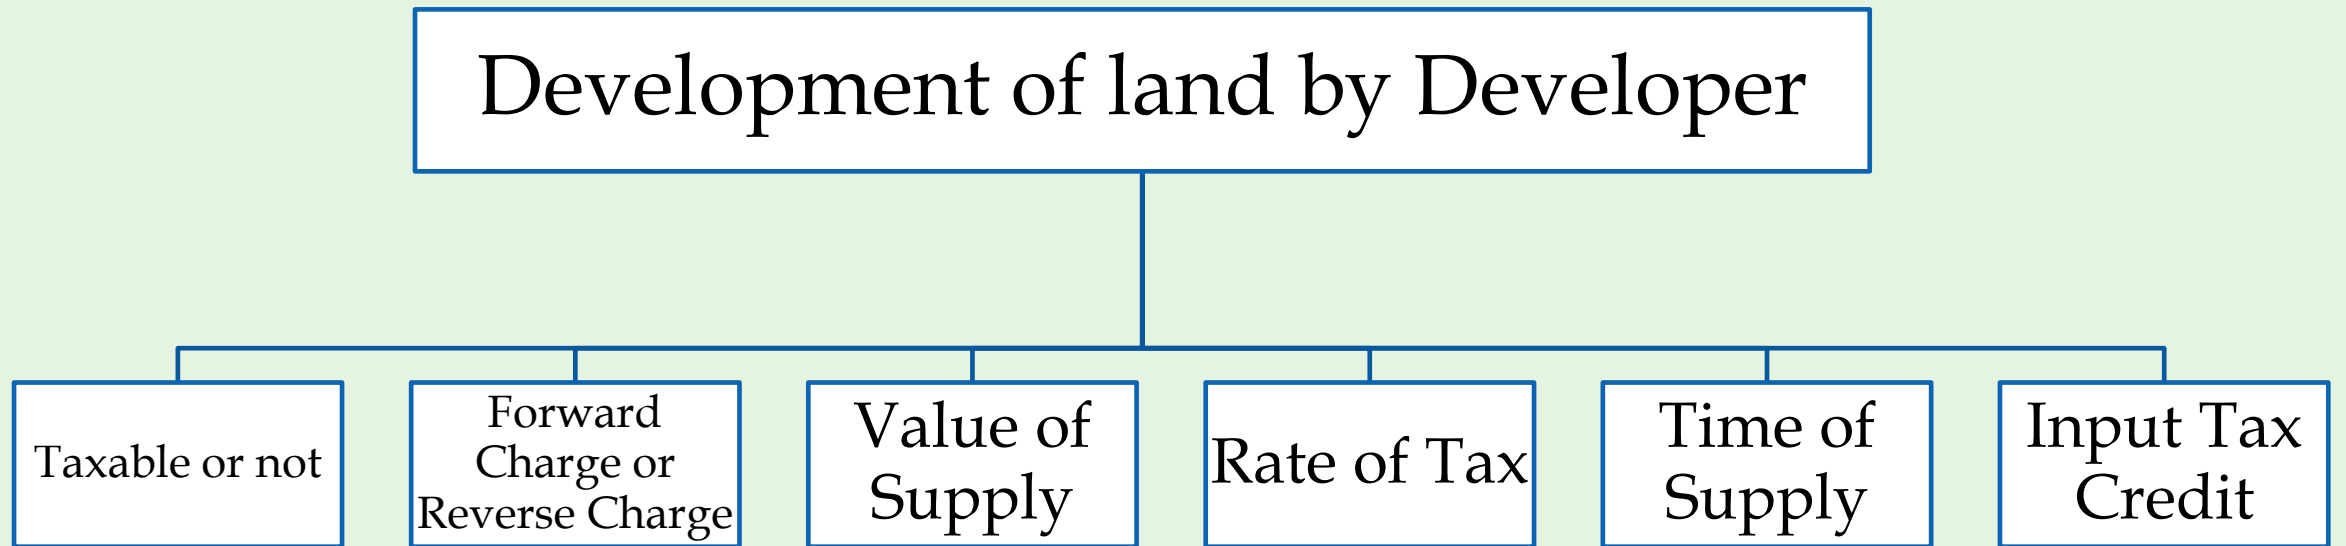 Development of land by Developer
Taxable or not
Forward
Charge or
Reverse Charge
Value of
Supply
Rate of Tax
Time of
Supply
Input Tax
Credit